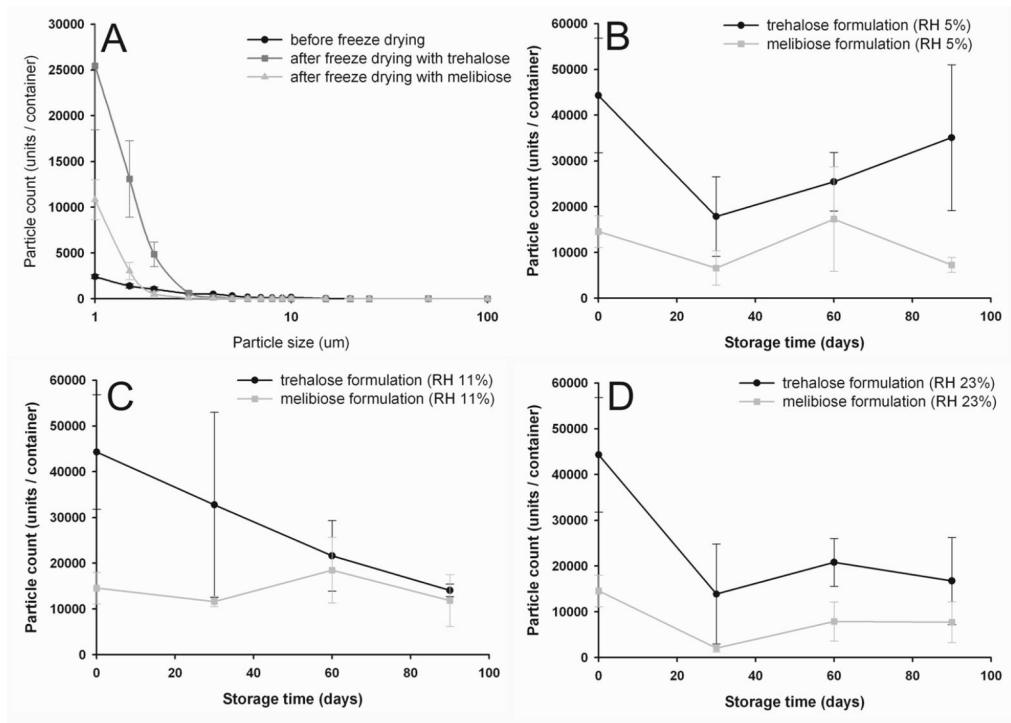 A
before freeze drying
after freeze drying with trehalose
after freeze drying with melibiose
Particle count (units / container)
30000
25000
20000
15000
10000
5000
0
1 10 100
Particle size (um)
B
trehalose formulation (RH 5%)
melibiose formulation (RH 5%)
Particle count (units / container)
60000
50000
40000
30000
20000
10000
0
0 20 40 60 80 100
Storage time (days)
C
trehalose formulation (RH 11%)
melibiose formulation (RH 11%)
Particle count (units / container)
60000
50000
40000
30000
20000
10000
0
0 20 40 60 80 100
Storage time (days)
D
trehalose formulation (RH 23%)
melibiose formulation (RH 23%)
Particle count (units / container)
60000
50000
40000
30000
20000
10000
0
0 20 40 60 80 100
Storage time (days)